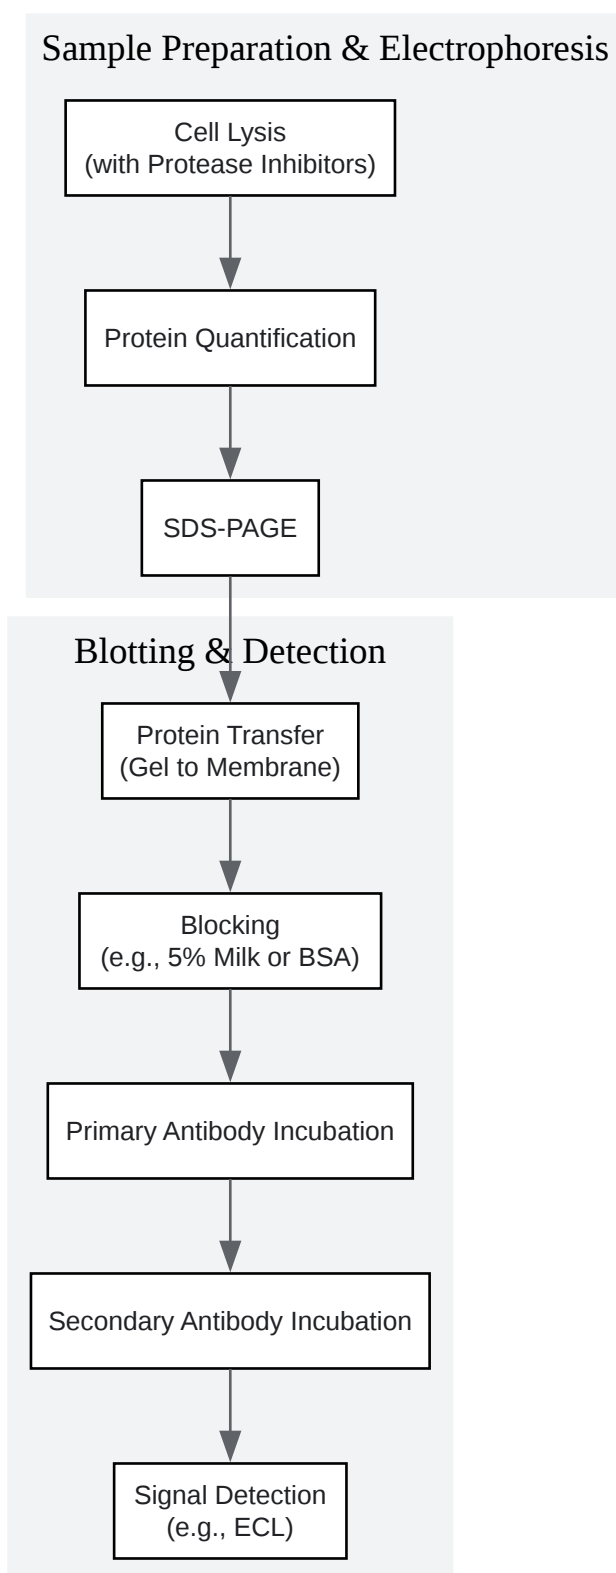 Sample Preparation & Electrophoresis
Cell Lysis
(with Protease Inhibitors)
Protein Quantification
SDS-PAGE
Blotting & Detection
Protein Transfer
(Gel to Membrane)
Blocking
(e.g., 5% Milk or BSA)
Primary Antibody Incubation
Secondary Antibody Incubation
Signal Detection
(e.g., ECL)